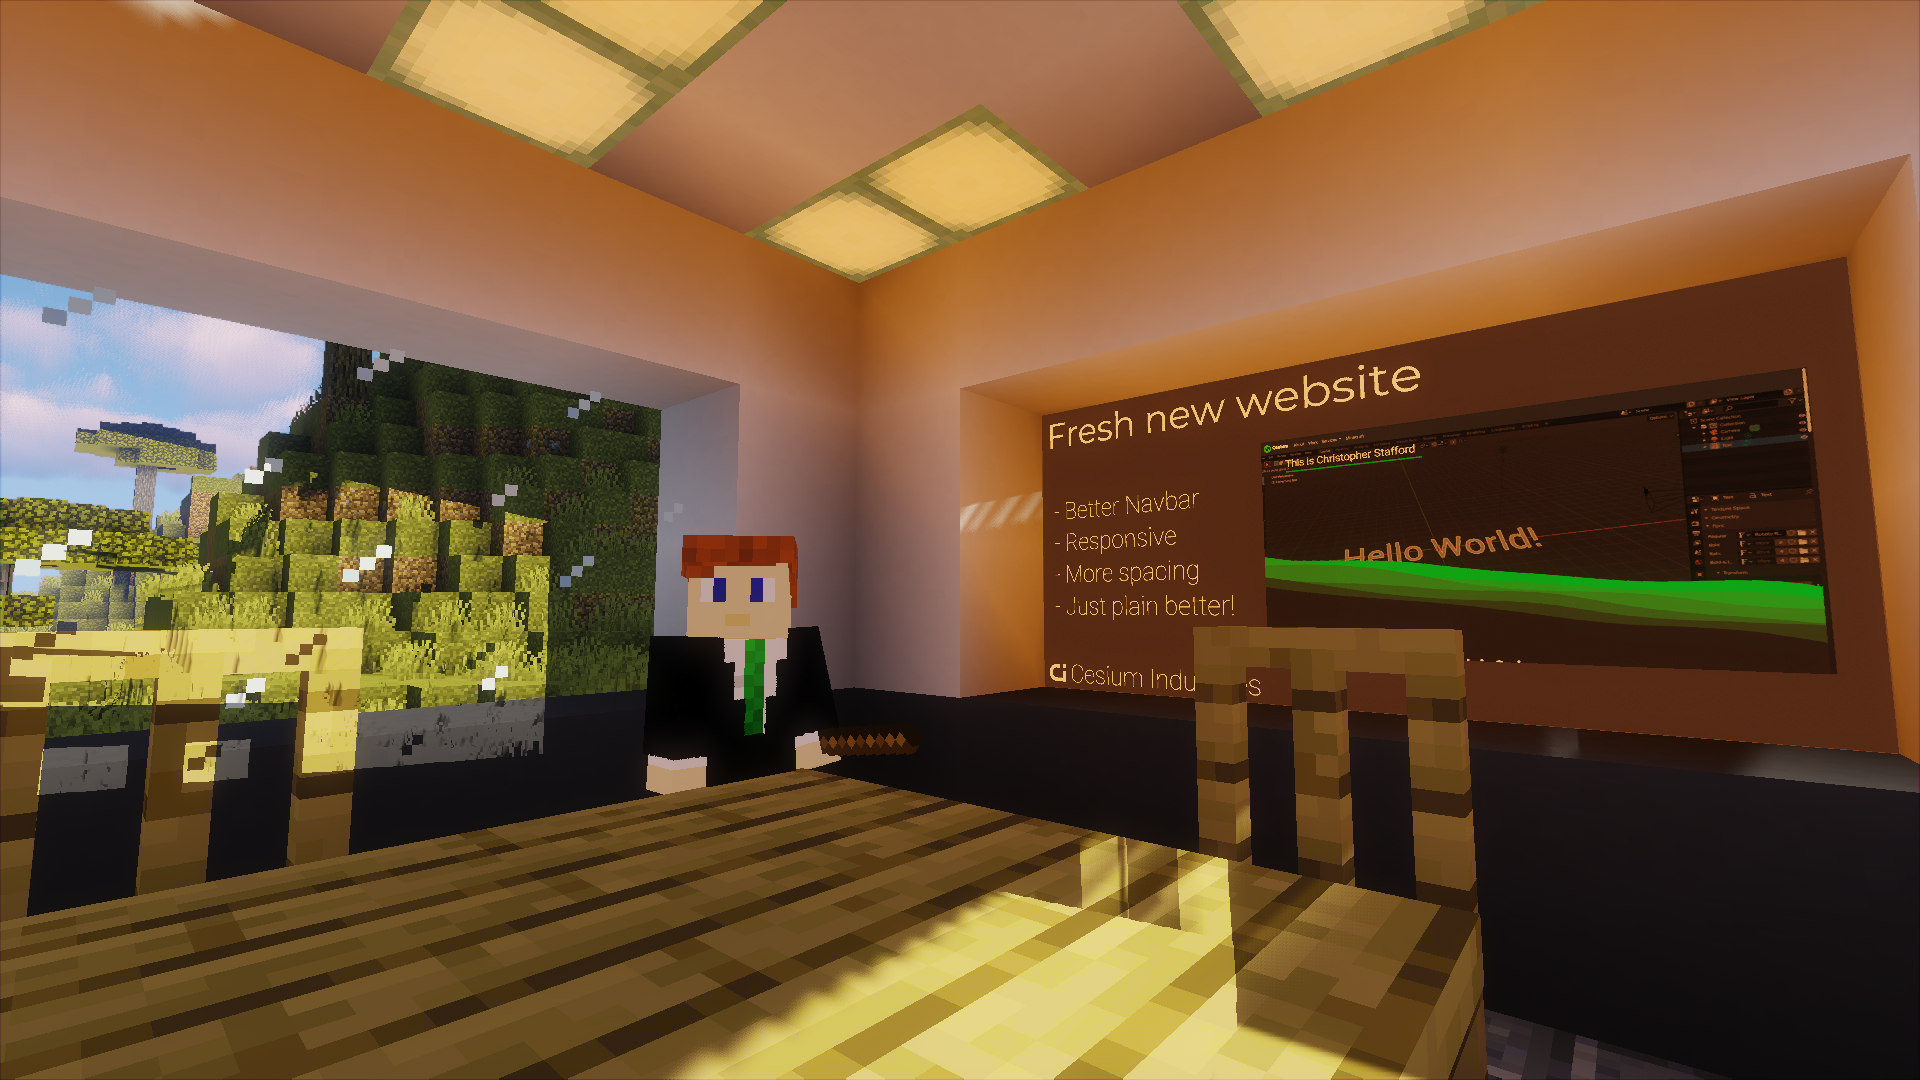 Fresh new website
- Better Navbar
- Responsive
- More spacing
- Just plain better!
This is Christopher Stafford
Hello World!
Ci Cesium Indu s